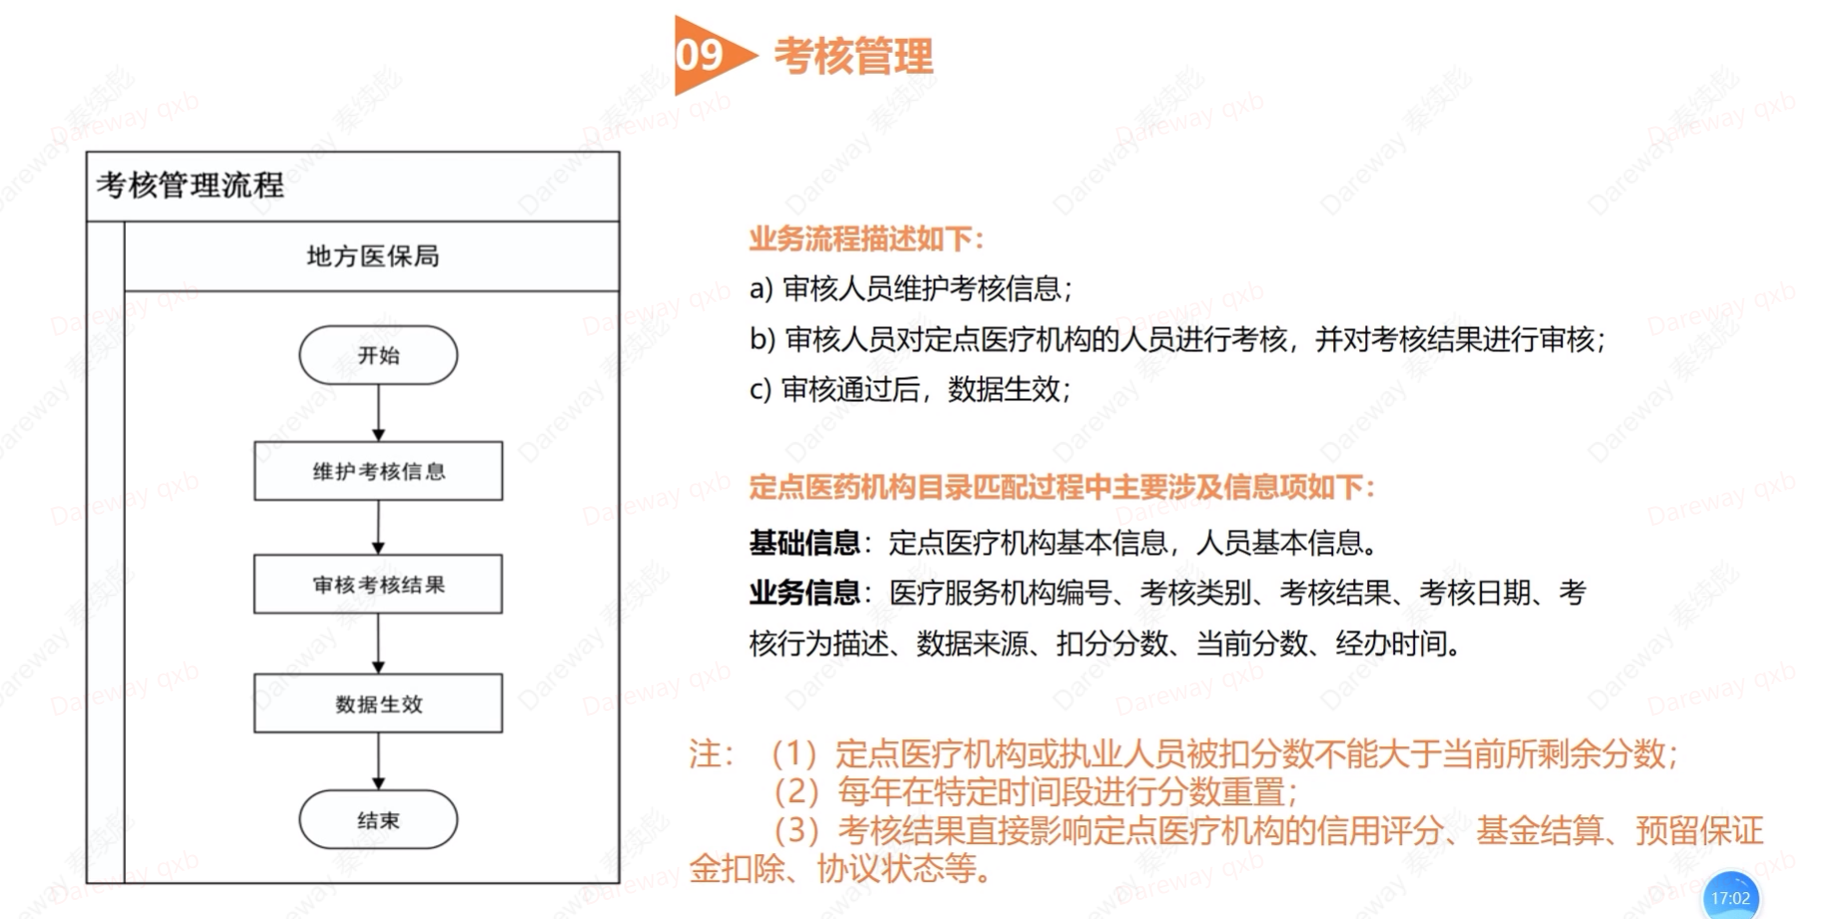 09 考核管理
考核管理流程
地方医保局
开始
维护考核信息
审核考核结果
数据生效
结束
业务流程描述如下：
a) 审核人员维护考核信息；
b) 审核人员对定点医疗机构的人员进行考核，并对考核结果进行审核；
c) 审核通过后，数据生效；
定点医药机构目录匹配过程中主要涉及信息项如下：
基础信息：定点医疗机构基本信息，人员基本信息。
业务信息：医疗服务机构编号、考核类别、考核结果、考核日期、考
核行为描述、数据来源、扣分分数、当前分数、经办时间。
注：（1）定点医疗机构或执业人员被扣分数不能大于当前所剩余分数；
（2）每年在特定时间段进行分数重置；
（3）考核结果直接影响定点医疗机构的信用评分、基金结算、预留保证
金扣除、协议状态等。
17:02
Dareway 秦续彪
Dareway qxb